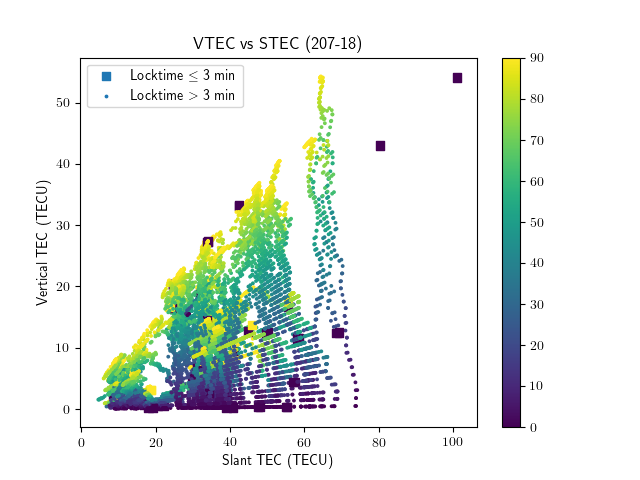 VTEC vs STEC (207-18)
Locktime ≤ 3 min
Locktime > 3 min
Vertical TEC (TECU)
50
40
30
20
10
0
0 20 40 60 80 100
Slant TEC (TECU)
90
80
70
60
50
40
30
20
10
0